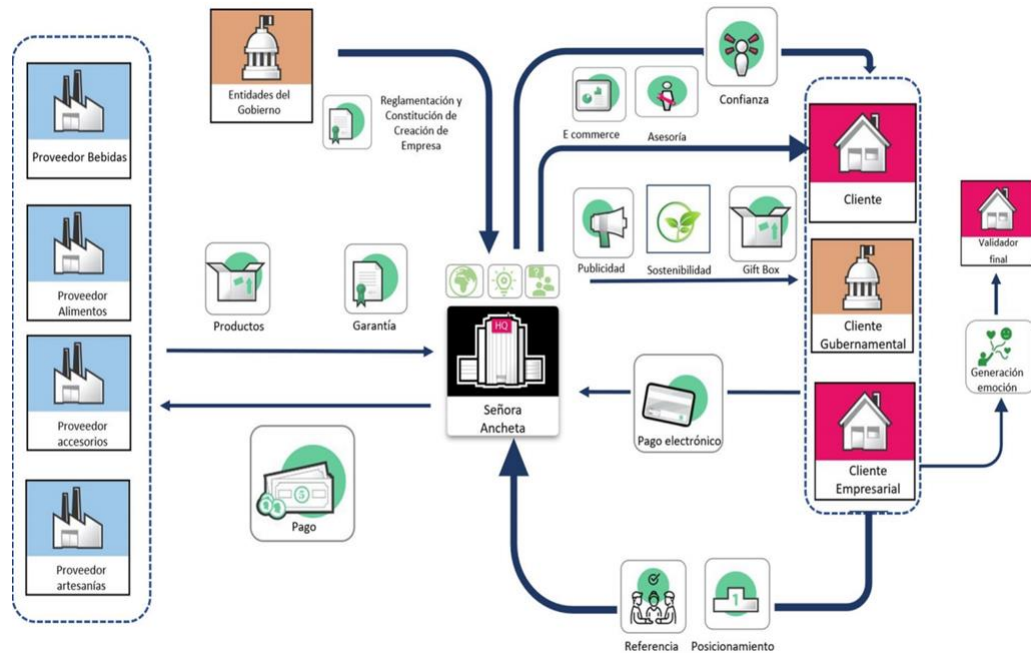 Proveedor Bebidas
Proveedor
Alimentos
Proveedor
accesorios
Proveedor
artesanías
Entidades del
Gobierno
Reglamentación y
Constitución de
Creación de
Empresa
Productos
Garantía
Pago
HQ
Señora
Ancheta
E commerce
Asesoría
Confianza
Publicidad
Sostenibilidad
Gift Box
Pago electrónico
Referencia
Posicionamiento
1
Cliente
Cliente
Gubernamental
Cliente
Empresarial
Validador
final
Generación
emoción